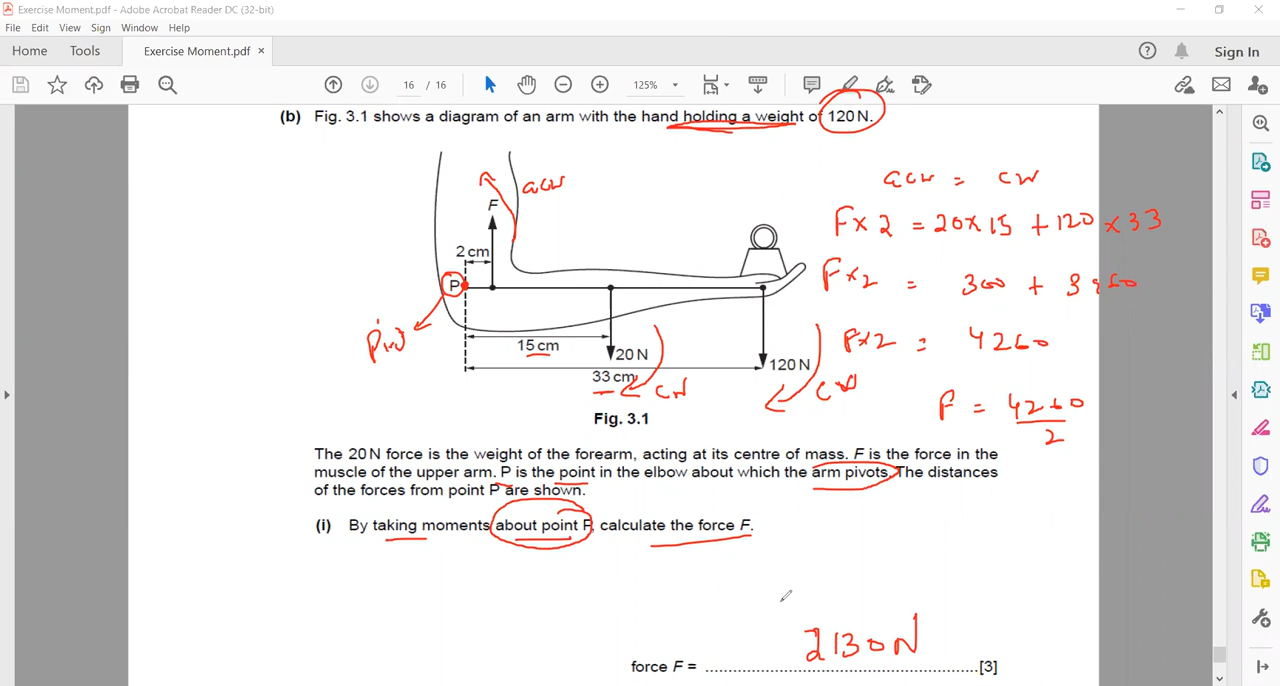 Exercise Moment.pdf - Adobe Acrobat Reader DC (32-bit)
File Edit View Sign Window Help
Home Tools Exercise Moment.pdf × Sign In
16 / 16 125%
(b) Fig. 3.1 shows a diagram of an arm with the hand holding a weight of 120 N.
acw
acw = cw
F
F × 2 = 20 × 15 + 120 × 33
2 cm
P
F × 2 = 300 + 3960
Pivot
15 cm
20 N
F × 2 = 4260
33 cm
120 N
cw
cw
F = 4260
2
Fig. 3.1
The 20 N force is the weight of the forearm, acting at its centre of mass. F is the force in the
muscle of the upper arm. P is the point in the elbow about which the arm pivots. The distances
of the forces from point P are shown.
(i) By taking moments about point P, calculate the force F.
2130 N
force F = ................................................[3]